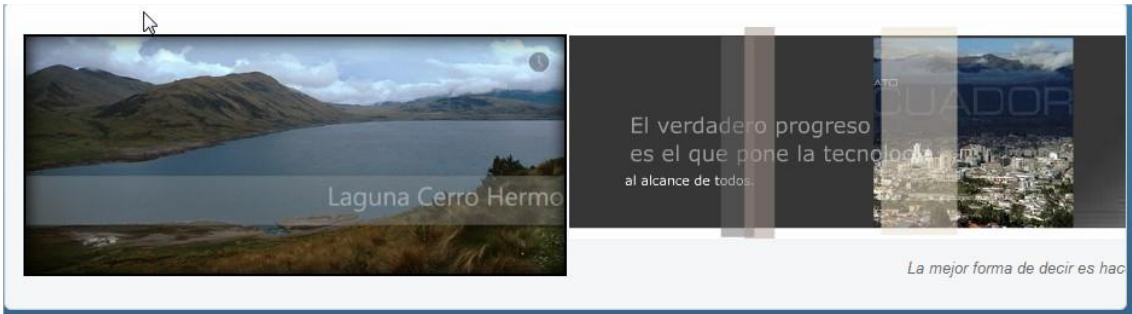 Laguna Cerro Hermo
El verdadero progreso
es el que pone la tecnolog
al alcance de todos.
ATO
CUADOR
La mejor forma de decir es hac